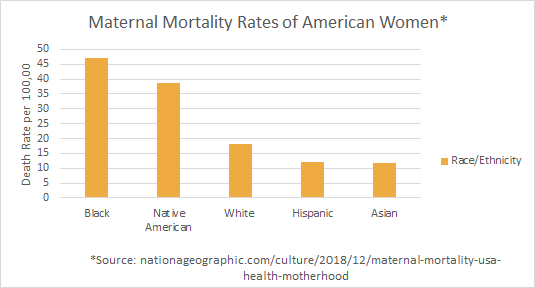 Maternal Mortality Rates of American Women*
Death Rate per 100,00
50
45
40
35
30
25
20
15
10
5
0
Black
Native
American
White
Hispanic
Asian
Race/Ethnicity
*Source: nationageographic.com/culture/2018/12/maternal-mortality-usa-
health-motherhood